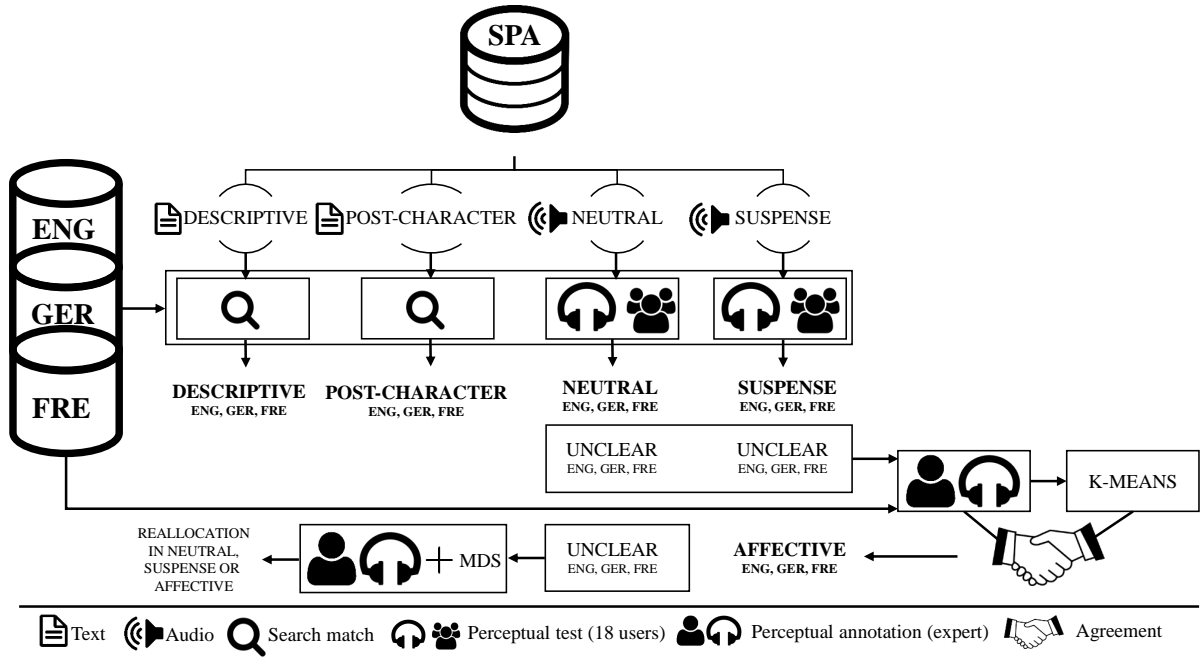 SPA
ENG
GER
FRE
DESCRIPTIVE
POST-CHARACTER
NEUTRAL
SUSPENSE
DESCRIPTIVE
ENG, GER, FRE
POST-CHARACTER
ENG, GER, FRE
NEUTRAL
ENG, GER, FRE
SUSPENSE
ENG, GER, FRE
UNCLEAR
ENG, GER, FRE
UNCLEAR
ENG, GER, FRE
K-MEANS
REALLOCATION
IN NEUTRAL,
SUSPENSE OR
AFFECTIVE
+ MDS
UNCLEAR
ENG, GER, FRE
AFFECTIVE
ENG, GER, FRE
Text
Audio
Search match
Perceptual test (18 users)
Perceptual annotation (expert)
Agreement